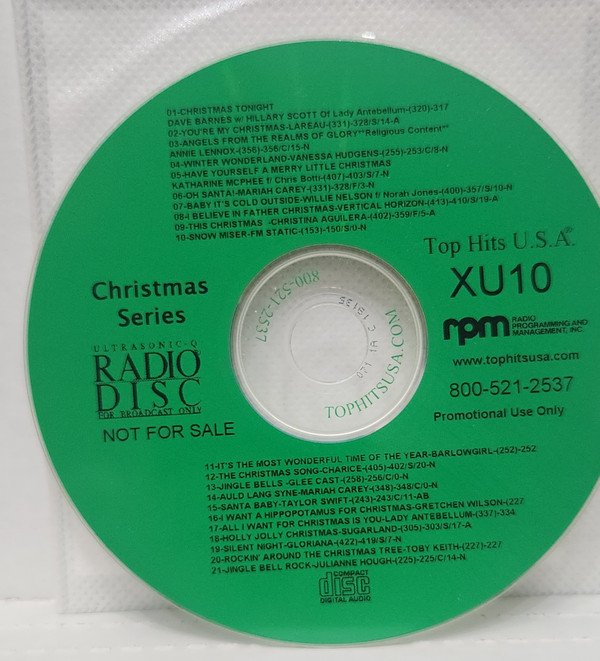 01-CHRISTMAS TONIGHT
DAVE BARNES w/ HILLARY SCOTT Of Lady Antebellum-(320)-317
02-YOU'RE MY CHRISTMAS-LAREAU-(331)-328/S/14-A
03-ANGELS FROM THE REALMS OF GLORY**Religious Content**
ANNIE LENNOX-(356)-356/C/15-N
04-WINTER WONDERLAND-VANESSA HUDGENS-(255)-253/C/8-N
05-HAVE YOURSELF A MERRY LITTLE CHRISTMAS
KATHARINE MCPHEE f/ Chris Botti-(407)-403/S/7-N
06-OH SANTA!-MARIAH CAREY-(331)-328/F/3-N
07-BABY IT'S COLD OUTSIDE-WILLIE NELSON f/ Norah Jones-(400)-357/S/10-N
08-I BELIEVE IN FATHER CHRISTMAS-VERTICAL HORIZON-(413)-410/S/19-A
09-THIS CHRISTMAS -CHRISTINA AGUILERA-(402)-359/F/5-A
10-SNOW MISER-FM STATIC-(153)-150/S/0-N
Top Hits U.S.A.®
XU10
rpm RADIO PROGRAMMING AND MANAGEMENT, INC.
www.tophitsusa.com
800-521-2537
Promotional Use Only
Christmas
Series
ULTRASONIC-Q
RADIO
DISC
FOR BROADCAST ONLY
NOT FOR SALE
800-521-2537
TOPHITSUSA.COM
11-IT'S THE MOST WONDERFUL TIME OF THE YEAR-BARLOWGIRL-(252)-252
12-THE CHRISTMAS SONG-CHARICE-(405)-402/S/20-N
13-JINGLE BELLS -GLEE CAST-(258)-256/C/0-N
14-AULD LANG SYNE-MARIAH CAREY-(348)-348/C/0-N
15-SANTA BABY-TAYLOR SWIFT-(243)-243/C/11-AB
16-I WANT A HIPPOPOTAMUS FOR CHRISTMAS-GRETCHEN WILSON-(227
17-ALL I WANT FOR CHRISTMAS IS YOU-LADY ANTEBELLUM-(337)-334
18-HOLLY JOLLY CHRISTMAS-SUGARLAND-(305)-303/S/17-A
19-SILENT NIGHT-GLORIANA-(422)-419/S/7-N
20-ROCKIN' AROUND THE CHRISTMAS TREE-TOBY KEITH-(227)-227
21-JINGLE BELL ROCK-JULIANNE HOUGH-(225)-225/C/14-N
COMPACT
disc
DIGITAL AUDIO